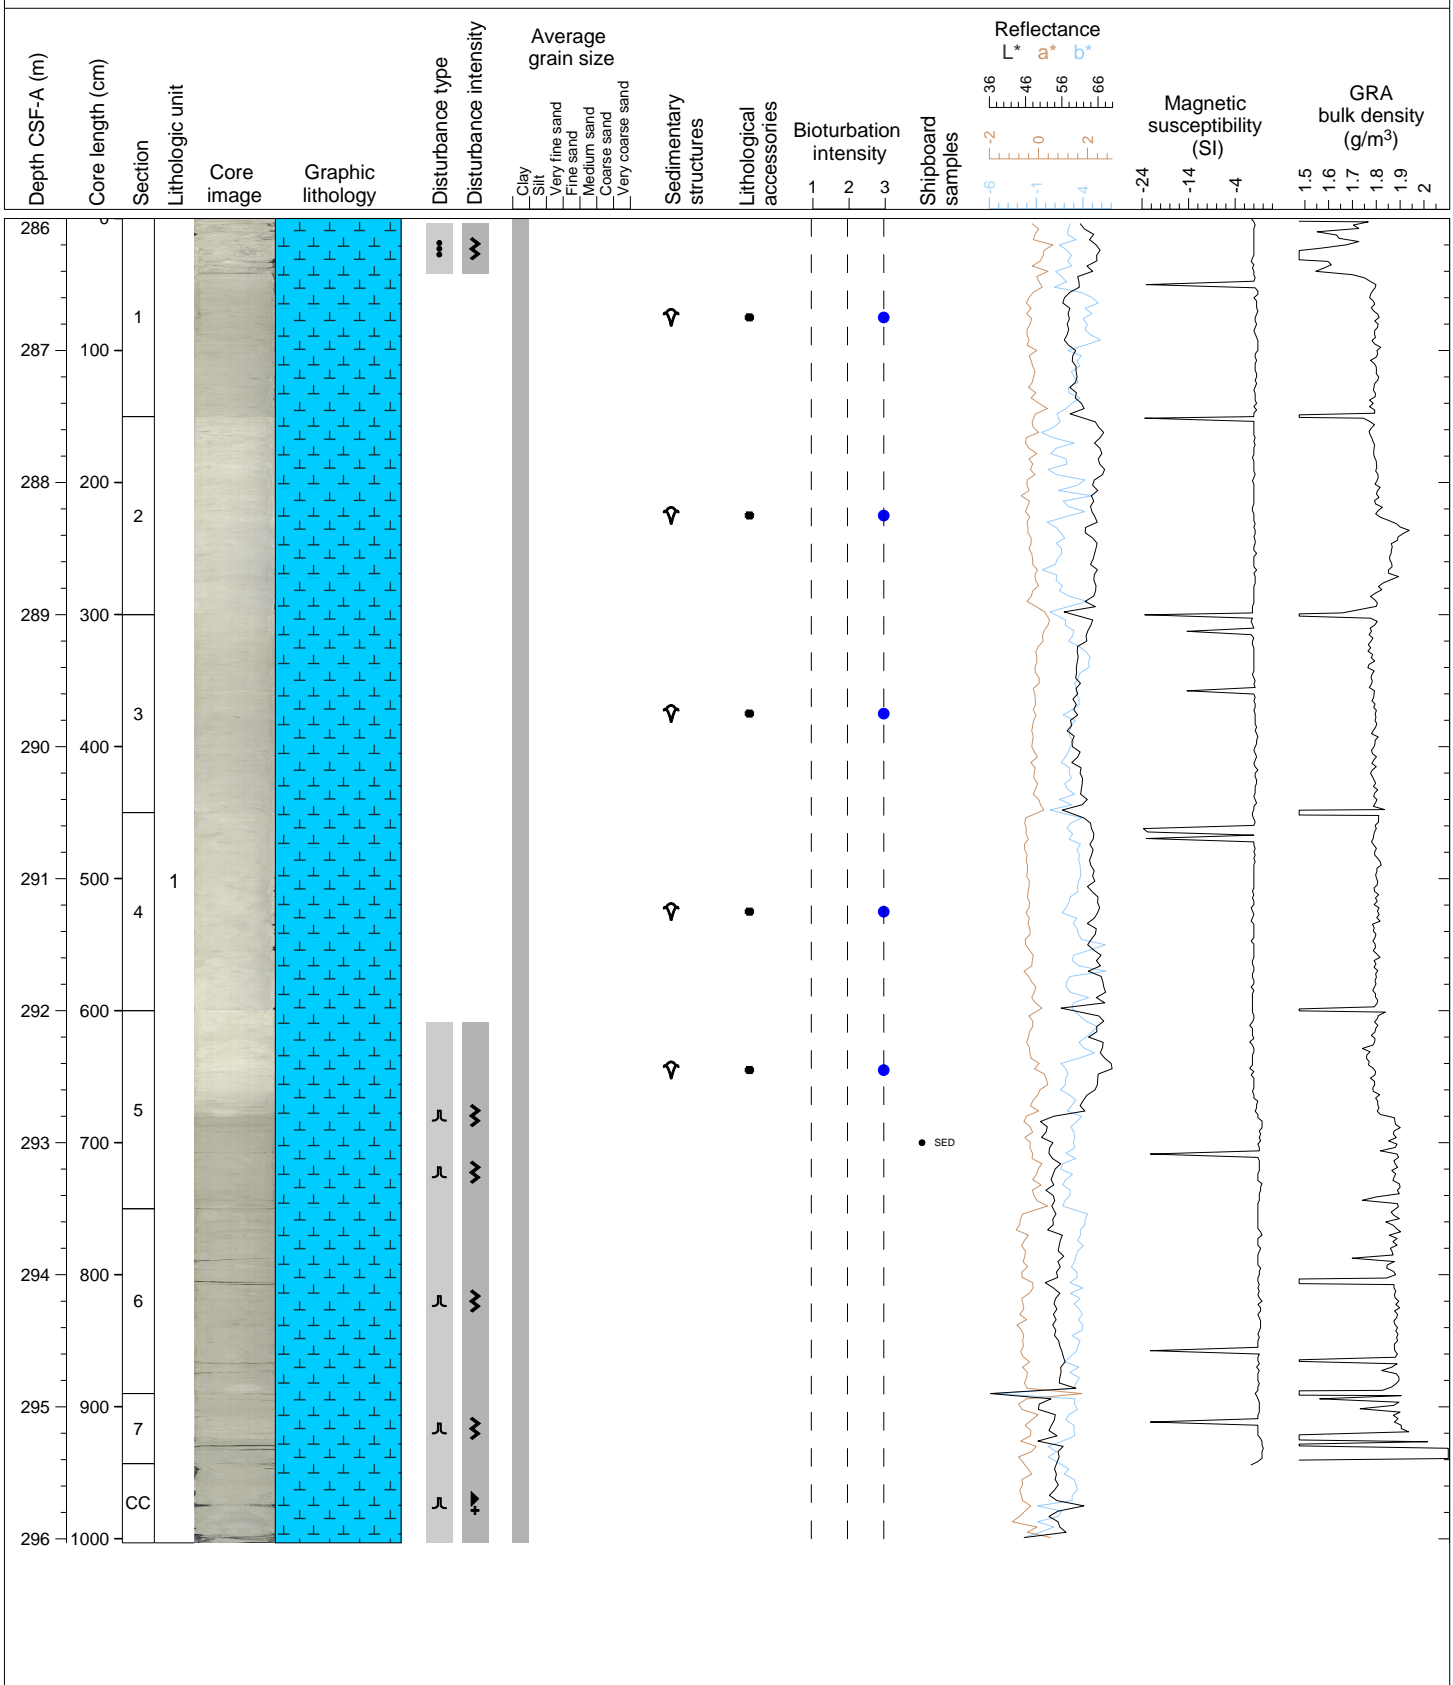 Depth CSF-A (m)
Core length (cm)
Section
Lithologic unit
Core
image
Graphic
lithology
Disturbance type
Disturbance intensity
Average
grain size
Clay
Silt
Very fine sand
Fine sand
Medium sand
Coarse sand
Very coarse sand
Sedimentary
structures
Lithological
accessories
Bioturbation
intensity
1 2 3
Shipboard
samples
Reflectance
L* a* b*
36 46 56 66
-2 0 2
-6 -1 4
Magnetic
susceptibility
(SI)
-24 -14 -4
GRA
bulk density
(g/m³)
1.5 1.6 1.7 1.8 1.9 2
286 0
1
287 100
288 200
2
289 300
3
290 400
291 500
1
4
292 600
5
293 700
SED
294 800
6
295 900
7
CC
296 1000